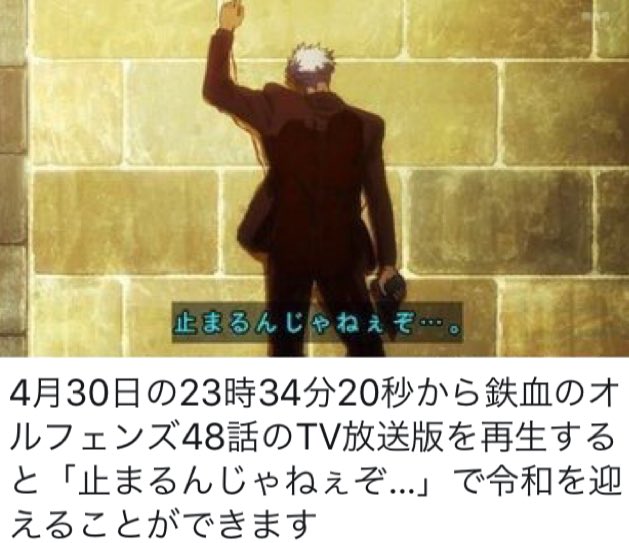 止まるんじゃねぇぞ…。
4月30日の23時34分20秒から鉄血のオ
ルフェンズ48話のTV放送版を再生する
と「止まるんじゃねぇぞ...」で令和を迎
えることができます